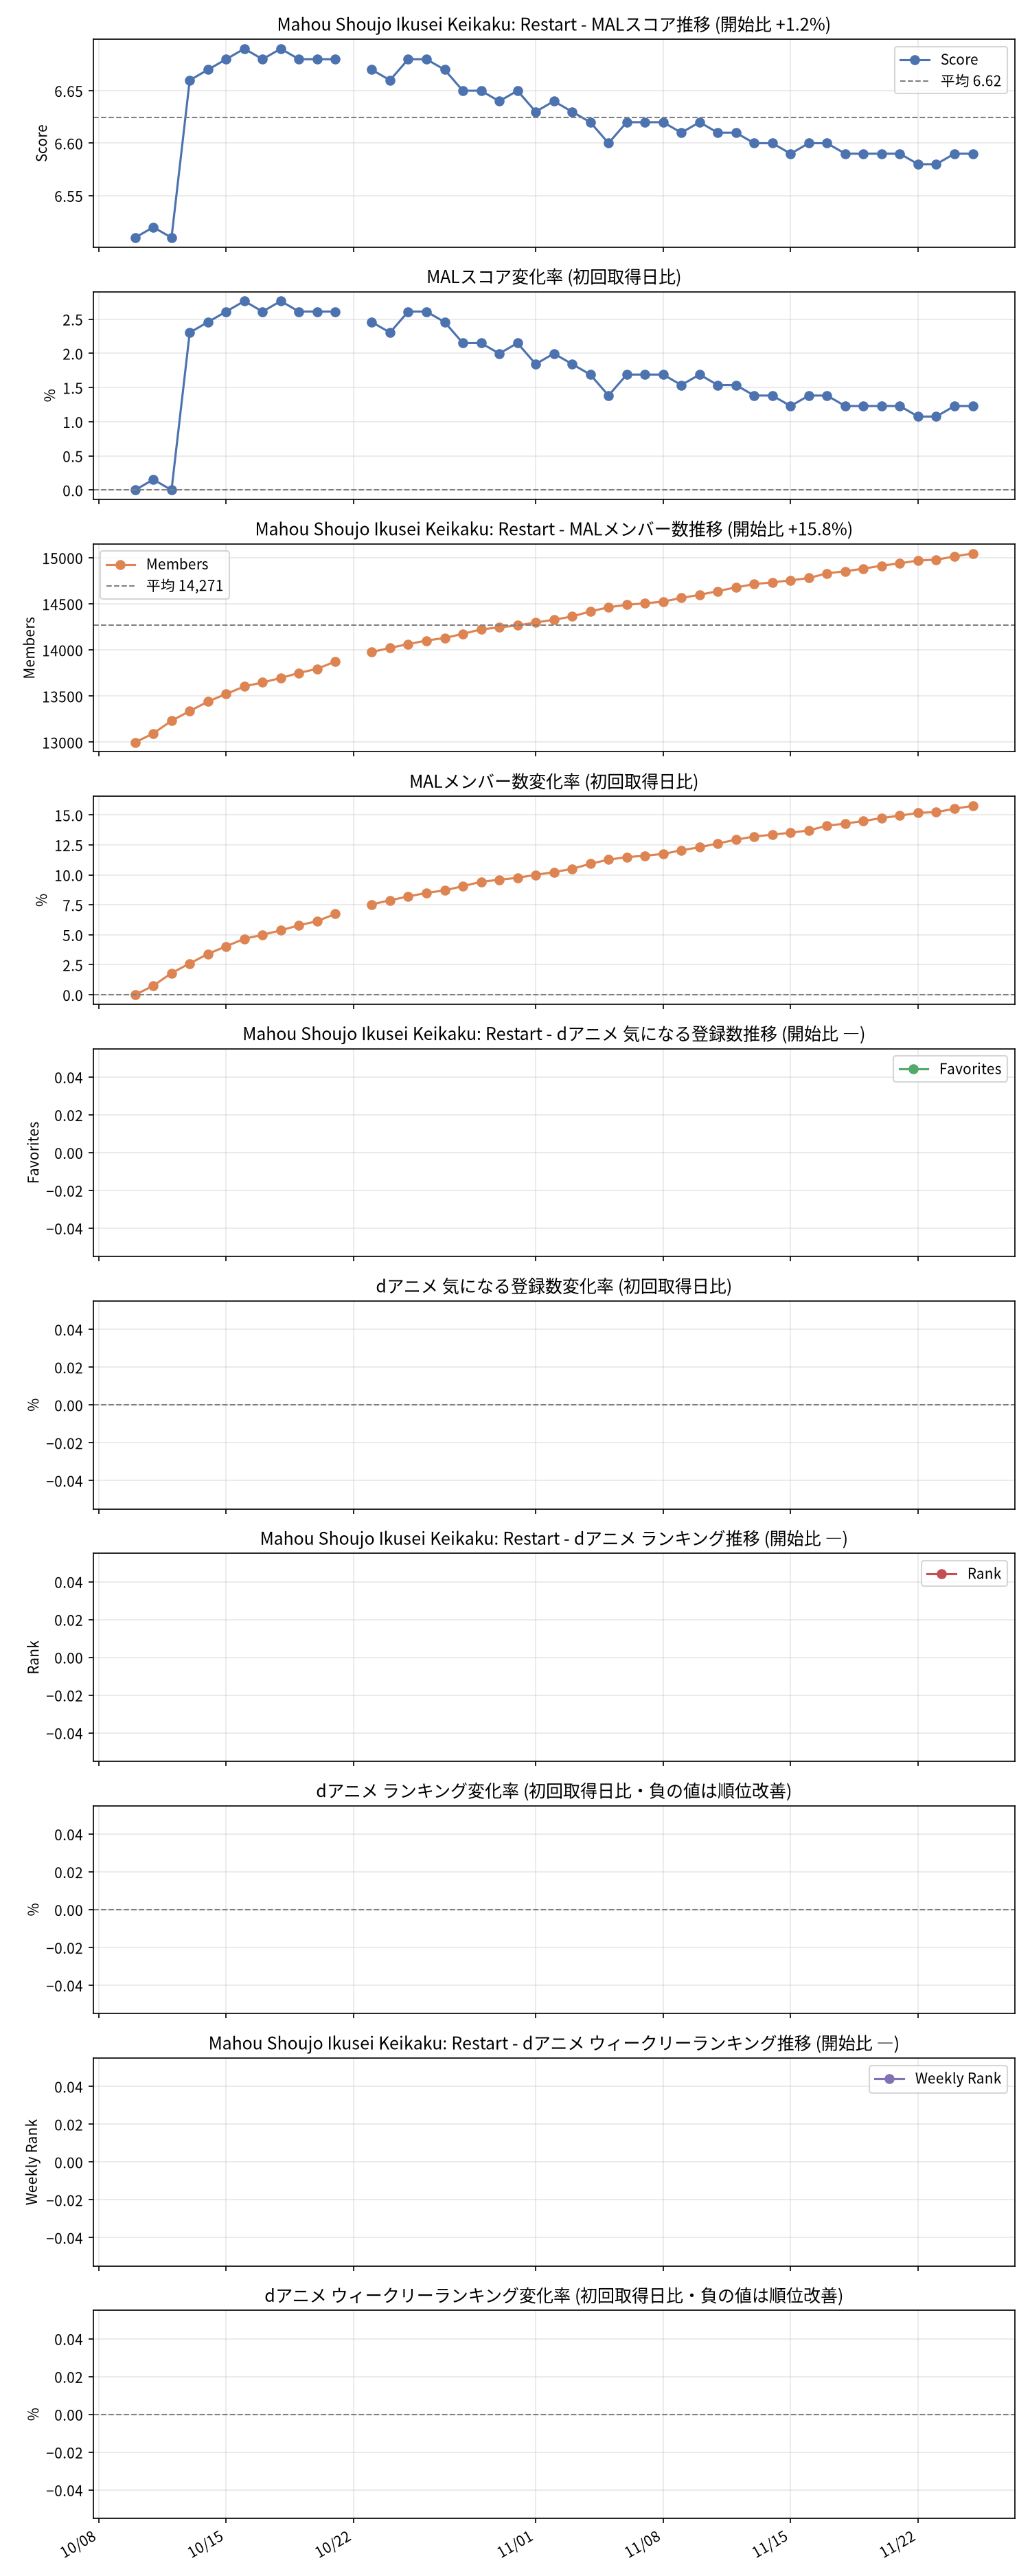 Mahou Shoujo Ikusei Keikaku: Restart - MALスコア推移 (開始比 +1.2%)
Score
6.65
6.60
6.55
Score
平均 6.62
MALスコア変化率 (初回取得日比)
%
2.5
2.0
1.5
1.0
0.5
0.0
Mahou Shoujo Ikusei Keikaku: Restart - MALメンバー数推移 (開始比 +15.8%)
Members
15000
14500
14000
13500
13000
Members
平均 14,271
MALメンバー数変化率 (初回取得日比)
%
15.0
12.5
10.0
7.5
5.0
2.5
0.0
Mahou Shoujo Ikusei Keikaku: Restart - dアニメ 気になる登録数推移 (開始比 —)
Favorites
0.04
0.02
0.00
−0.02
−0.04
Favorites
dアニメ 気になる登録数変化率 (初回取得日比)
%
0.04
0.02
0.00
−0.02
−0.04
Mahou Shoujo Ikusei Keikaku: Restart - dアニメ ランキング推移 (開始比 —)
Rank
0.04
0.02
0.00
−0.02
−0.04
Rank
dアニメ ランキング変化率 (初回取得日比・負の値は順位改善)
%
0.04
0.02
0.00
−0.02
−0.04
Mahou Shoujo Ikusei Keikaku: Restart - dアニメ ウィークリーランキング推移 (開始比 —)
Weekly Rank
0.04
0.02
0.00
−0.02
−0.04
Weekly Rank
dアニメ ウィークリーランキング変化率 (初回取得日比・負の値は順位改善)
%
0.04
0.02
0.00
−0.02
−0.04
10/08
10/15
10/22
11/01
11/08
11/15
11/22